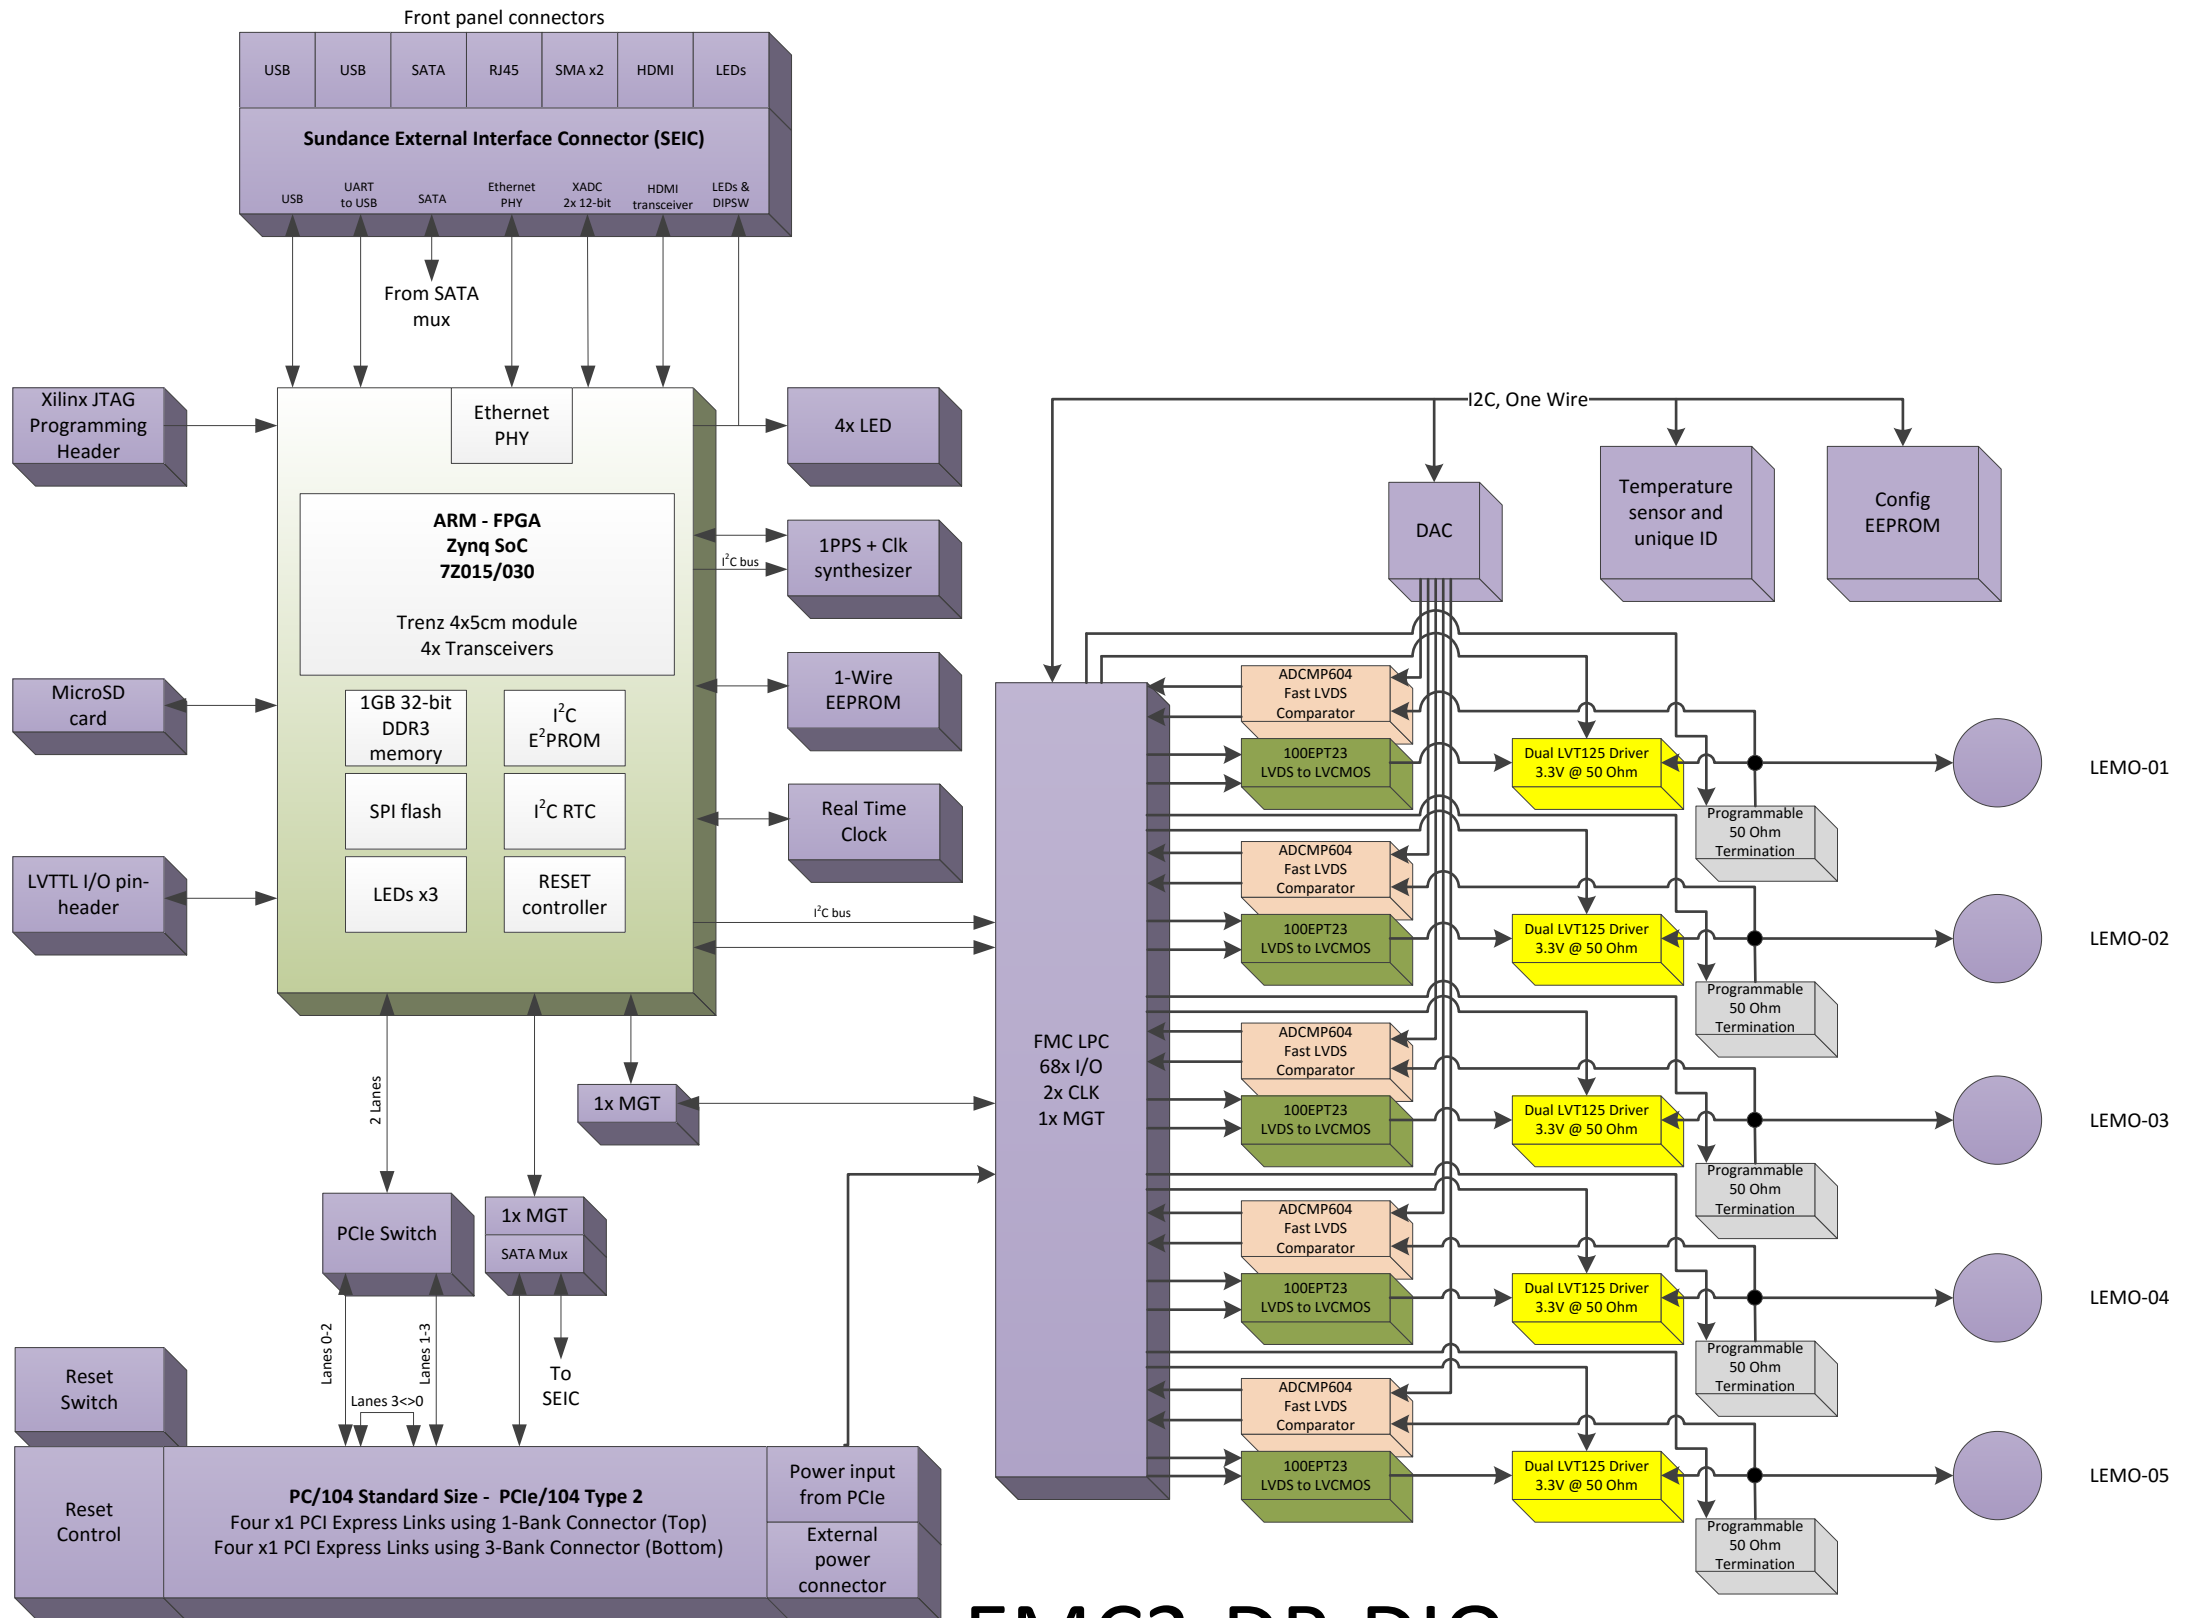 Front panel connectors
USB
USB
SATA
RJ45
SMA x2
HDMI
LEDs
Sundance External Interface Connector (SEIC)
USB
UART
to USB
SATA
Ethernet
PHY
XADC
2x 12-bit
HDMI
transceiver
LEDs &
DIPSW
From SATA
mux
Xilinx JTAG
Programming
Header
Ethernet
PHY
4x LED
ARM - FPGA
Zynq SoC
7Z015/030
Trenz 4x5cm module
4x Transceivers
I2C bus
1PPS + Clk
synthesizer
MicroSD
card
1GB 32-bit
DDR3
memory
I2C
E2PROM
1-Wire
EEPROM
SPI flash
I2C RTC
Real Time
Clock
LVTTL I/O pin-
header
LEDs x3
RESET
controller
I2C bus
2 Lanes
1x MGT
PCIe Switch
1x MGT
SATA Mux
Lanes 0-2
Lanes 1-3
Lanes 3<>0
To
SEIC
Reset
Switch
Reset
Control
PC/104 Standard Size - PCIe/104 Type 2
Four x1 PCI Express Links using 1-Bank Connector (Top)
Four x1 PCI Express Links using 3-Bank Connector (Bottom)
Power input
from PCIe
External
power
connector
I2C, One Wire
DAC
Temperature
sensor and
unique ID
Config
EEPROM
FMC LPC
68x I/O
2x CLK
1x MGT
ADCMP604
Fast LVDS
Comparator
100EPT23
LVDS to LVCMOS
Dual LVT125 Driver
3.3V @ 50 Ohm
Programmable
50 Ohm
Termination
LEMO-01
ADCMP604
Fast LVDS
Comparator
100EPT23
LVDS to LVCMOS
Dual LVT125 Driver
3.3V @ 50 Ohm
Programmable
50 Ohm
Termination
LEMO-02
ADCMP604
Fast LVDS
Comparator
100EPT23
LVDS to LVCMOS
Dual LVT125 Driver
3.3V @ 50 Ohm
Programmable
50 Ohm
Termination
LEMO-03
ADCMP604
Fast LVDS
Comparator
100EPT23
LVDS to LVCMOS
Dual LVT125 Driver
3.3V @ 50 Ohm
Programmable
50 Ohm
Termination
LEMO-04
ADCMP604
Fast LVDS
Comparator
100EPT23
LVDS to LVCMOS
Dual LVT125 Driver
3.3V @ 50 Ohm
Programmable
50 Ohm
Termination
LEMO-05